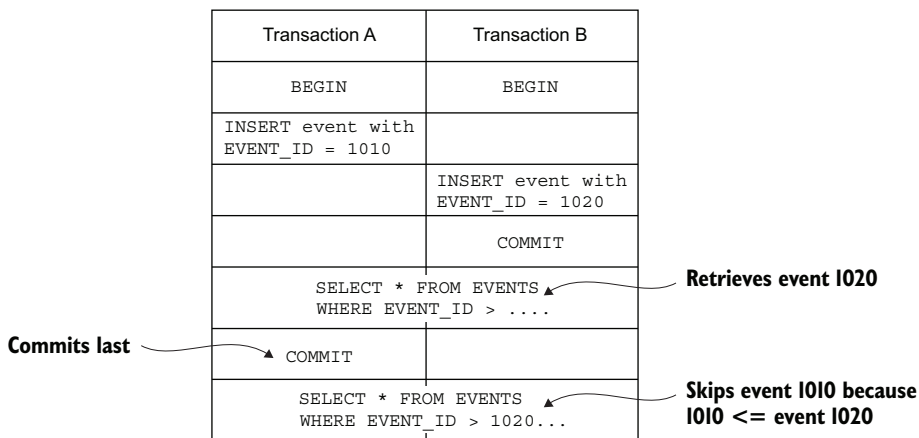 Transaction A
Transaction B
BEGIN
BEGIN
INSERT event with
EVENT_ID = 1010
INSERT event with
EVENT_ID = 1020
COMMIT
SELECT * FROM EVENTS
WHERE EVENT_ID > ....
Retrieves event 1020
Commits last
COMMIT
SELECT * FROM EVENTS
WHERE EVENT_ID > 1020...
Skips event 1010 because
1010 <= event 1020